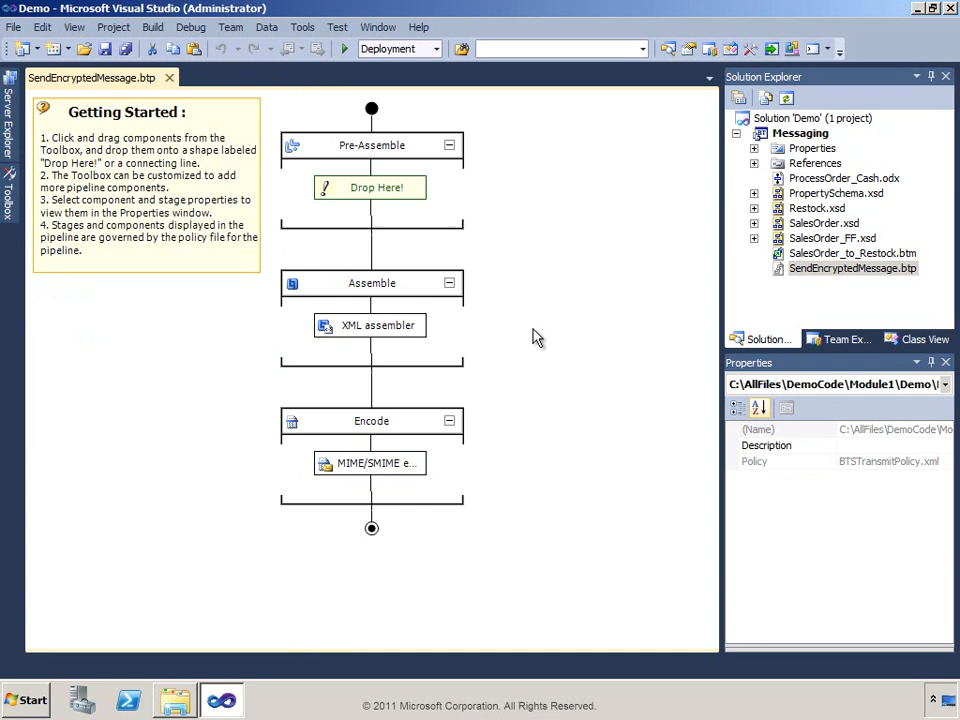 Demo - Microsoft Visual Studio (Administrator)
File Edit View Project Build Debug Team Data Tools Test Window Help
Deployment
SendEncryptedMessage.btp
Server Explorer
Toolbox
Getting Started :
1. Click and drag components from the
Toolbox, and drop them onto a shape labeled
"Drop Here!" or a connecting line.
2. The Toolbox can be customized to add
more pipeline components.
3. Select component and stage properties to
view them in the Properties window.
4. Stages and components displayed in the
pipeline are governed by the policy file for the
pipeline.
Pre-Assemble
Drop Here!
Assemble
XML assembler
Encode
MIME/SMIME e...
Solution Explorer
Solution 'Demo' (1 project)
Messaging
Properties
References
ProcessOrder_Cash.odx
PropertySchema.xsd
Restock.xsd
SalesOrder.xsd
SalesOrder_FF.xsd
SalesOrder_to_Restock.btm
SendEncryptedMessage.btp
Solution... Team Ex... Class View
Properties
C:\AllFiles\DemoCode\Module1\Demo\
(Name) C:\AllFiles\DemoCode\Mo
Description
Policy BTSTransmitPolicy.xml
Start
© 2011 Microsoft Corporation. All Rights Reserved.